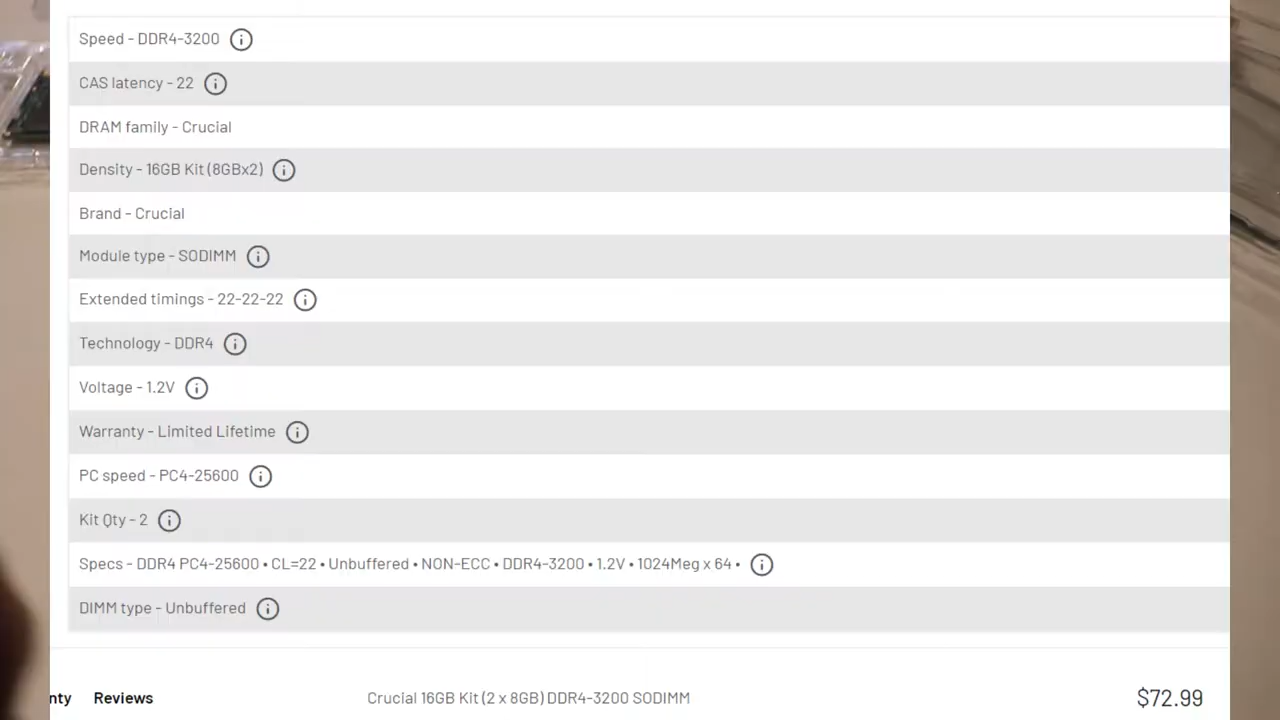 Speed - DDR4-3200
CAS latency - 22
DRAM family - Crucial
Density - 16GB Kit (8GBx2)
Brand - Crucial
Module type - SODIMM
Extended timings - 22-22-22
Technology - DDR4
Voltage - 1.2V
Warranty - Limited Lifetime
PC speed - PC4-25600
Kit Qty - 2
Specs - DDR4 PC4-25600 • CL=22 • Unbuffered • NON-ECC • DDR4-3200 • 1.2V • 1024Meg x 64 •
DIMM type - Unbuffered
nty Reviews Crucial 16GB Kit (2 x 8GB) DDR4-3200 SODIMM $72.99